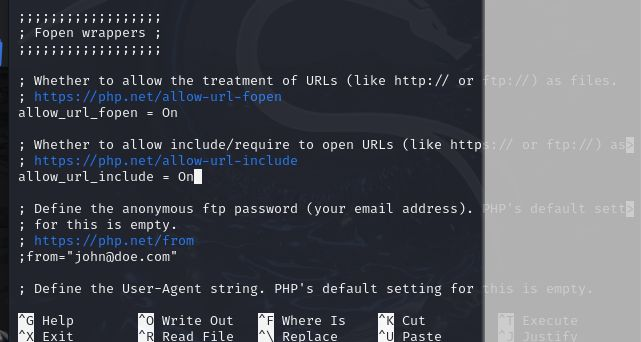 ;;;;;;;;;;;;;;;;;;
; Fopen wrappers ;
;;;;;;;;;;;;;;;;;;
; Whether to allow the treatment of URLs (like http:// or ftp://) as files.
; https://php.net/allow-url-fopen
allow_url_fopen = On
; Whether to allow include/require to open URLs (like https:// or ftp://) as>
; https://php.net/allow-url-include
allow_url_include = On
; Define the anonymous ftp password (your email address). PHP's default sett>
; for this is empty.
; https://php.net/from
;from="john@doe.com"
; Define the User-Agent string. PHP's default setting for this is empty.
^G Help ^O Write Out ^F Where Is ^K Cut ^T Execute
^X Exit ^R Read File ^\ Replace ^U Paste ^J Justify